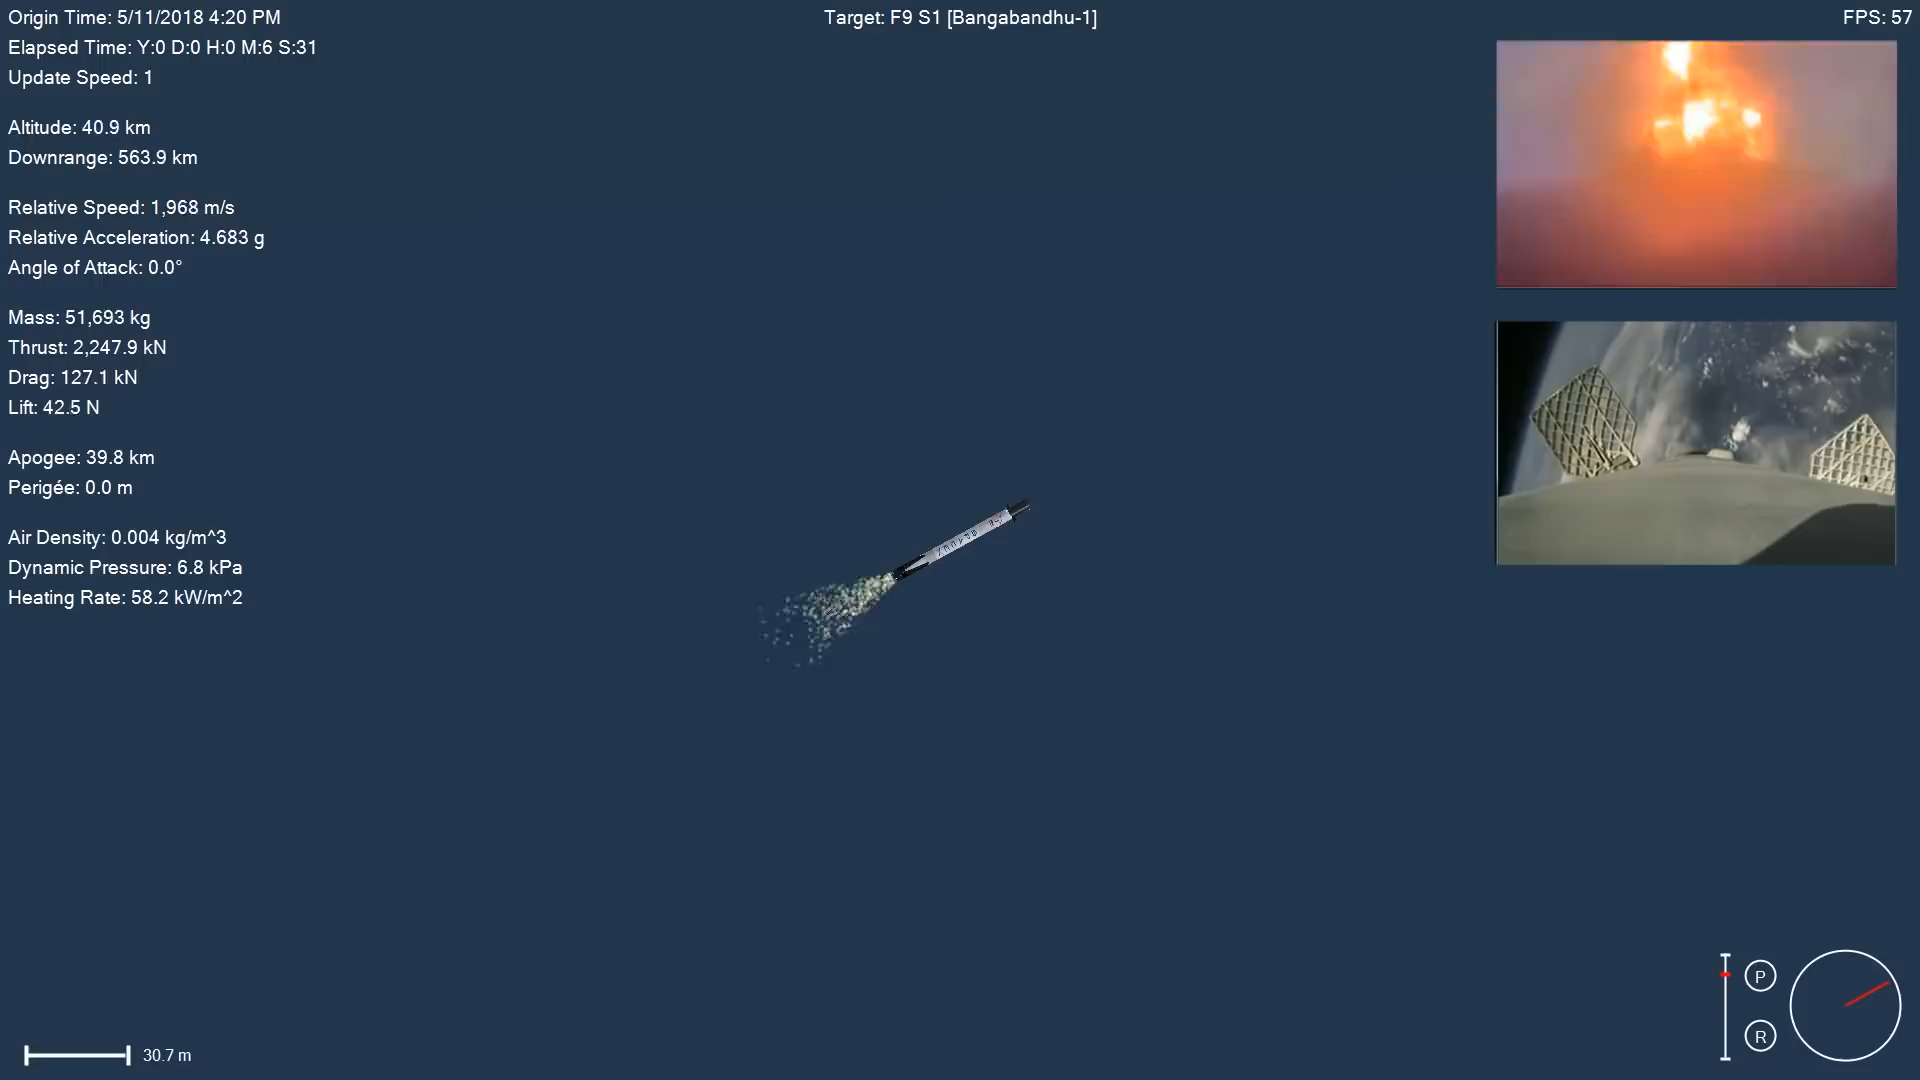 Origin Time: 5/11/2018 4:20 PM
Target: F9 S1 [Bangabandhu-1]
FPS: 57
Elapsed Time: Y:0 D:0 H:0 M:6 S:31
Update Speed: 1
Altitude: 40.9 km
Downrange: 563.9 km
Relative Speed: 1,968 m/s
Relative Acceleration: 4.683 g
Angle of Attack: 0.0°
Mass: 51,693 kg
Thrust: 2,247.9 kN
Drag: 127.1 kN
Lift: 42.5 N
Apogee: 39.8 km
Perigée: 0.0 m
Air Density: 0.004 kg/m^3
Dynamic Pressure: 6.8 kPa
Heating Rate: 58.2 kW/m^2
P
R
30.7 m